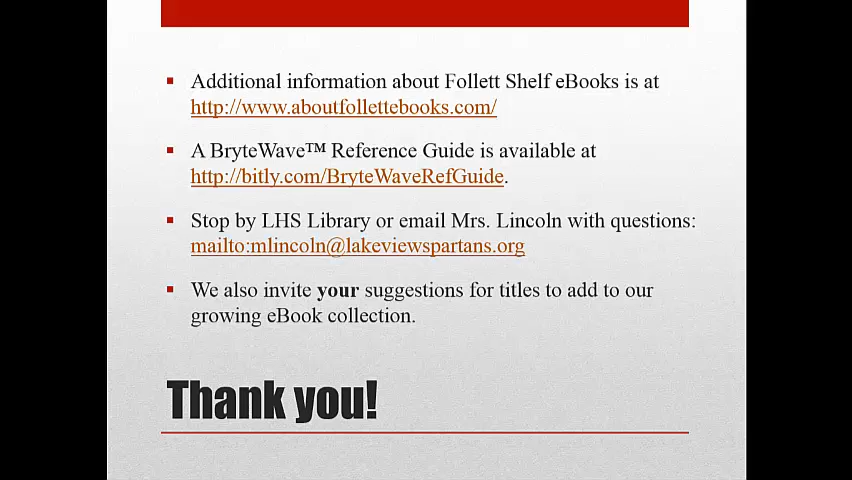 Additional information about Follett Shelf eBooks is at
http://www.aboutfollettebooks.com/
A BryteWave™ Reference Guide is available at
http://bitly.com/BryteWaveRefGuide.
Stop by LHS Library or email Mrs. Lincoln with questions:
mailto:mlincoln@lakeviewspartans.org
We also invite your suggestions for titles to add to our
growing eBook collection.
Thank you!